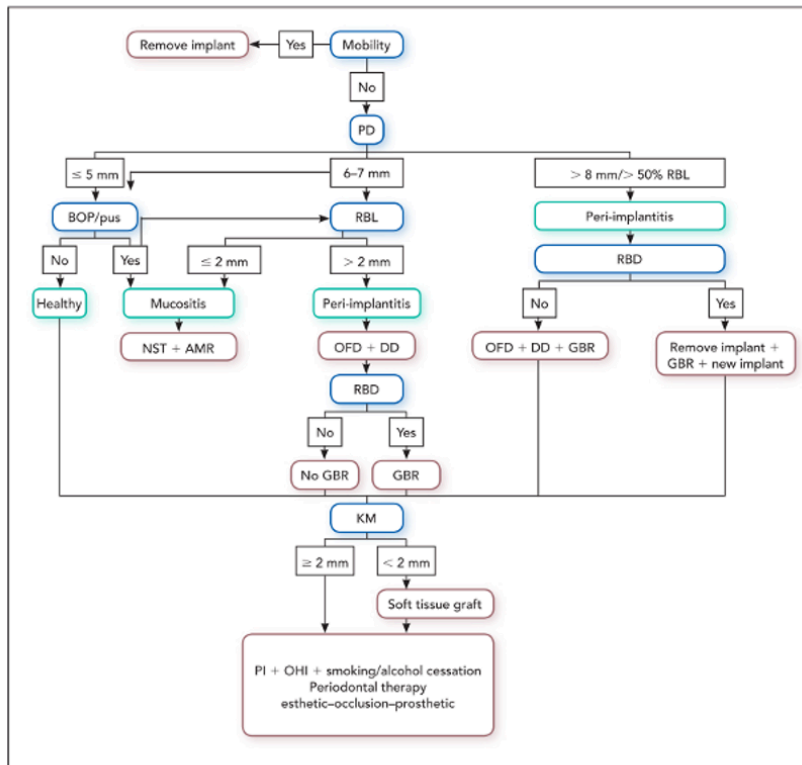 Remove implant
Yes
Mobility
No
PD
≤ 5 mm
6–7 mm
> 8 mm/> 50% RBL
BOP/pus
RBL
Peri-implantitis
No
Yes
≤ 2 mm
> 2 mm
RBD
Healthy
Mucositis
Peri-implantitis
No
Yes
NST + AMR
OFD + DD
OFD + DD + GBR
Remove implant +
GBR + new implant
RBD
No
Yes
No GBR
GBR
KM
≥ 2 mm
< 2 mm
Soft tissue graft
PI + OHI + smoking/alcohol cessation
Periodontal therapy
esthetic–occlusion–prosthetic